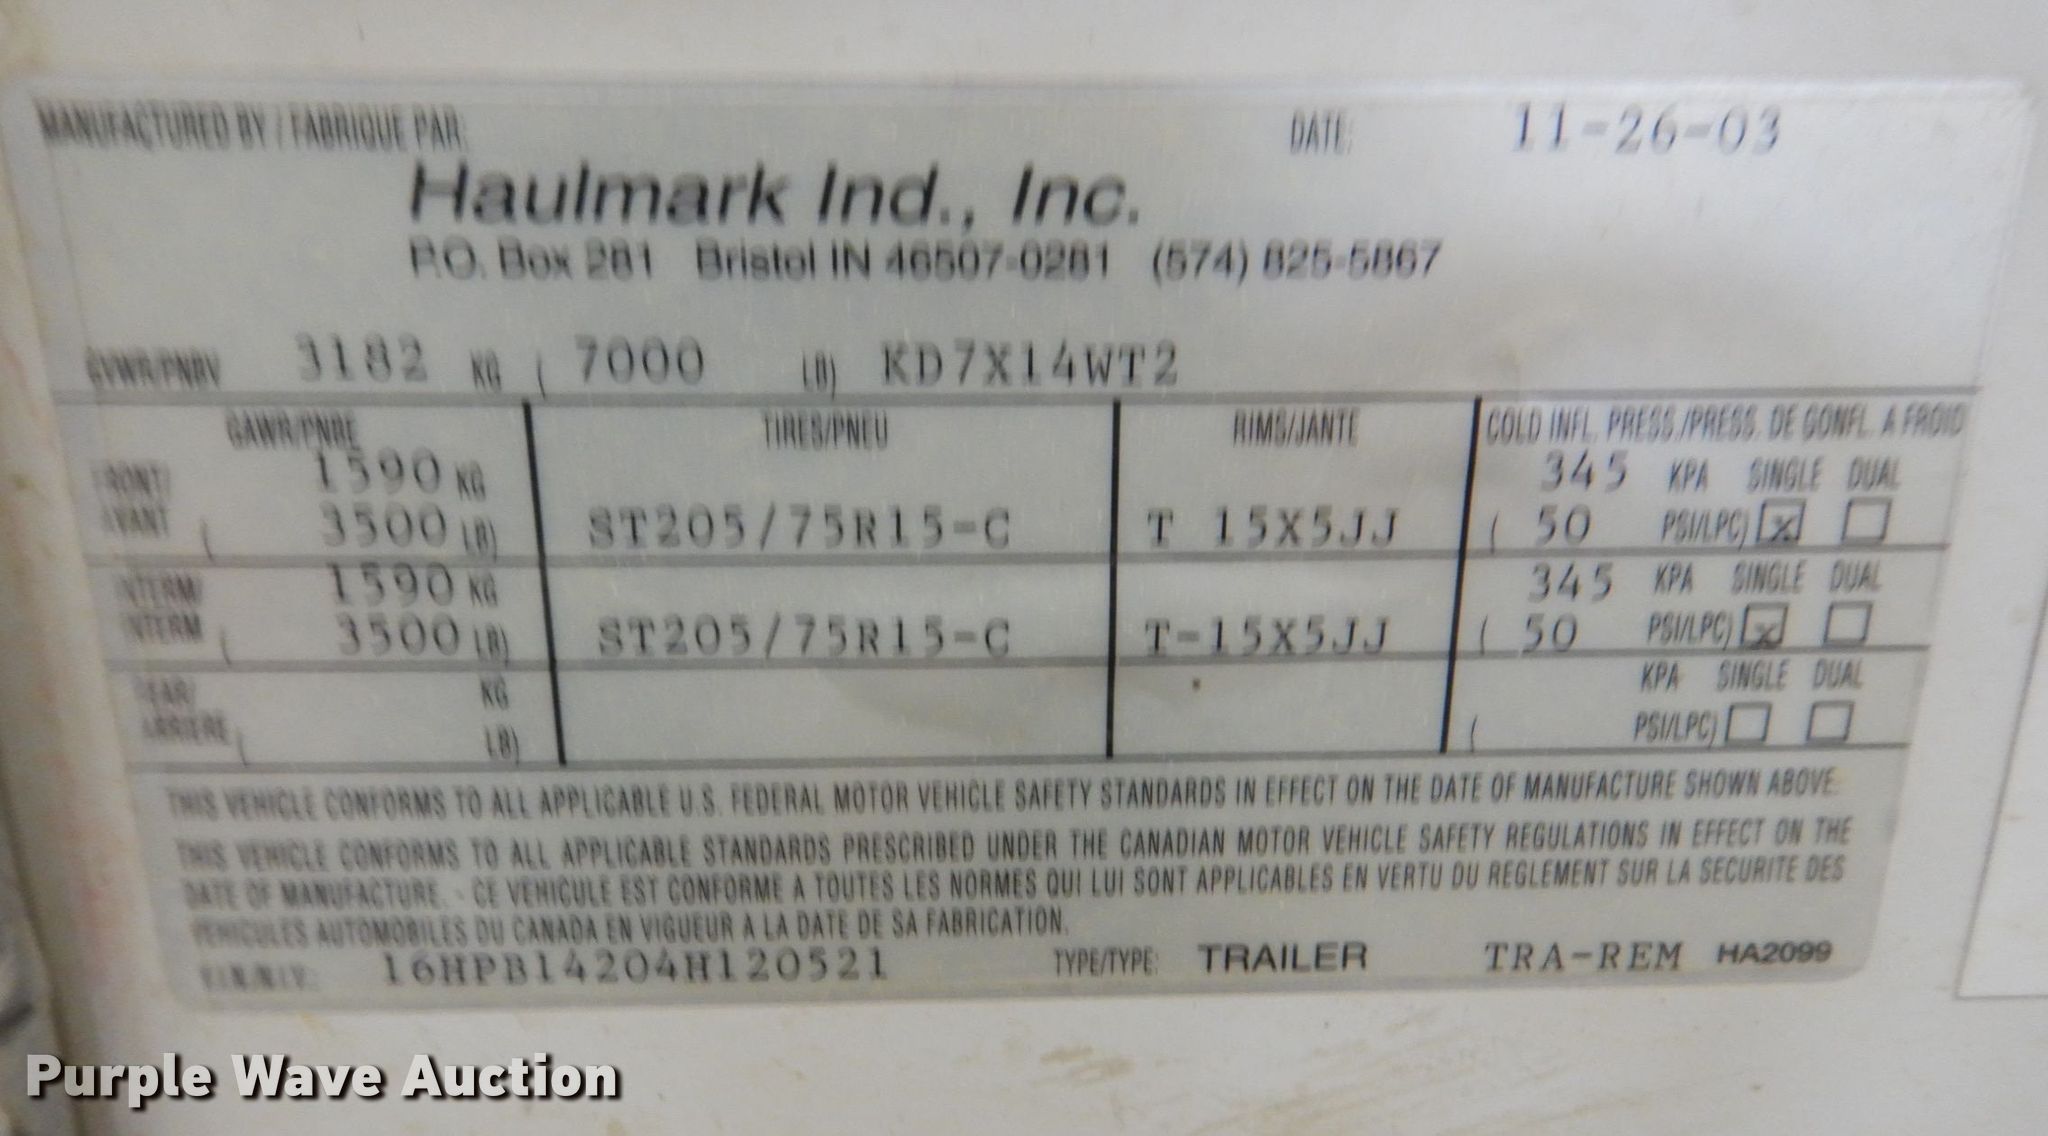 MANUFACTURED BY / FABRIQUE PAR: DATE: 11-26-03
Haulmark Ind., Inc.
P.O. Box 281 Bristol IN 46507-0281 (574) 825-5867
GVWR/PNBV 3182 KG ( 7000 LB) KD7X14WT2
GAWR/PNBE TIRES/PNEU RIMS/JANTE COLD INFL. PRESS./PRESS. DE GONFL. A FROID
FRONT/ 1590 KG 345 KPA SINGLE DUAL
AVANT ( 3500 LB) ST205/75R15-C T 15X5JJ ( 50 PSI/LPC) X
INTERM/ 1590 KG 345 KPA SINGLE DUAL
INTERM ( 3500 LB) ST205/75R15-C T-15X5JJ ( 50 PSI/LPC) X
REAR/ KG KPA SINGLE DUAL
ARRIERE ( LB) ( PSI/LPC)
THIS VEHICLE CONFORMS TO ALL APPLICABLE U.S. FEDERAL MOTOR VEHICLE SAFETY STANDARDS IN EFFECT ON THE DATE OF MANUFACTURE SHOWN ABOVE.
THIS VEHICLE CONFORMS TO ALL APPLICABLE STANDARDS PRESCRIBED UNDER THE CANADIAN MOTOR VEHICLE SAFETY REGULATIONS IN EFFECT ON THE
DATE OF MANUFACTURE. - CE VEHICULE EST CONFORME A TOUTES LES NORMES QUI LUI SONT APPLICABLES EN VERTU DU REGLEMENT SUR LA SECURITE DES
VEHICULES AUTOMOBILES DU CANADA EN VIGUEUR A LA DATE DE SA FABRICATION.
V.I.N./N.I.V.: 16HPB14204H120521 TYPE/TYPE: TRAILER TRA-REM HA2099
Purple Wave Auction